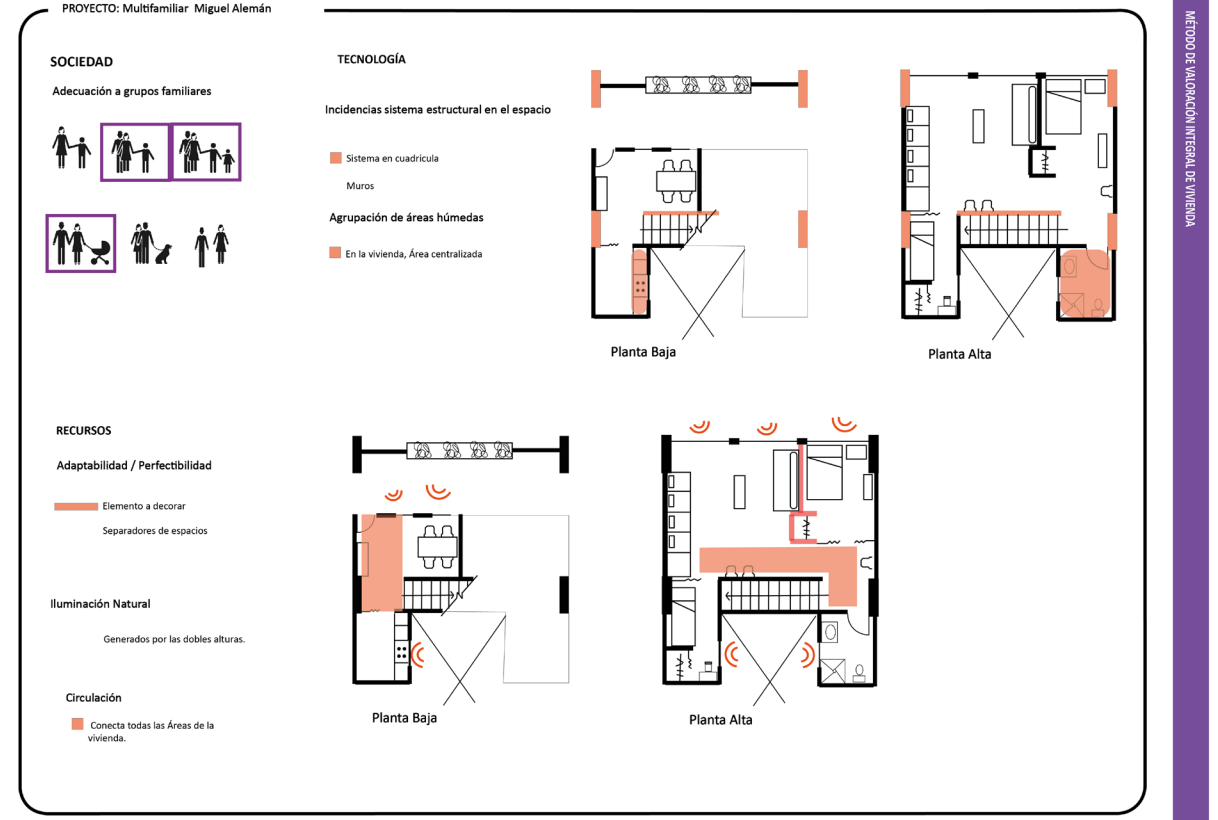 PROYECTO: Multifamiliar Miguel Alemán
MÉTODO DE VALORACIÓN INTEGRAL DE VIVIENDA
SOCIEDAD
Adecuación a grupos familiares
TECNOLOGÍA
Incidencias sistema estructural en el espacio
Sistema en cuadrícula
Muros
Agrupación de áreas húmedas
En la vivienda, Área centralizada
Planta Baja
Planta Alta
RECURSOS
Adaptabilidad / Perfectibilidad
Elemento a decorar
Separadores de espacios
Iluminación Natural
Generados por las dobles alturas.
Circulación
Conecta todas las Áreas de la
vivienda.
Planta Baja
Planta Alta